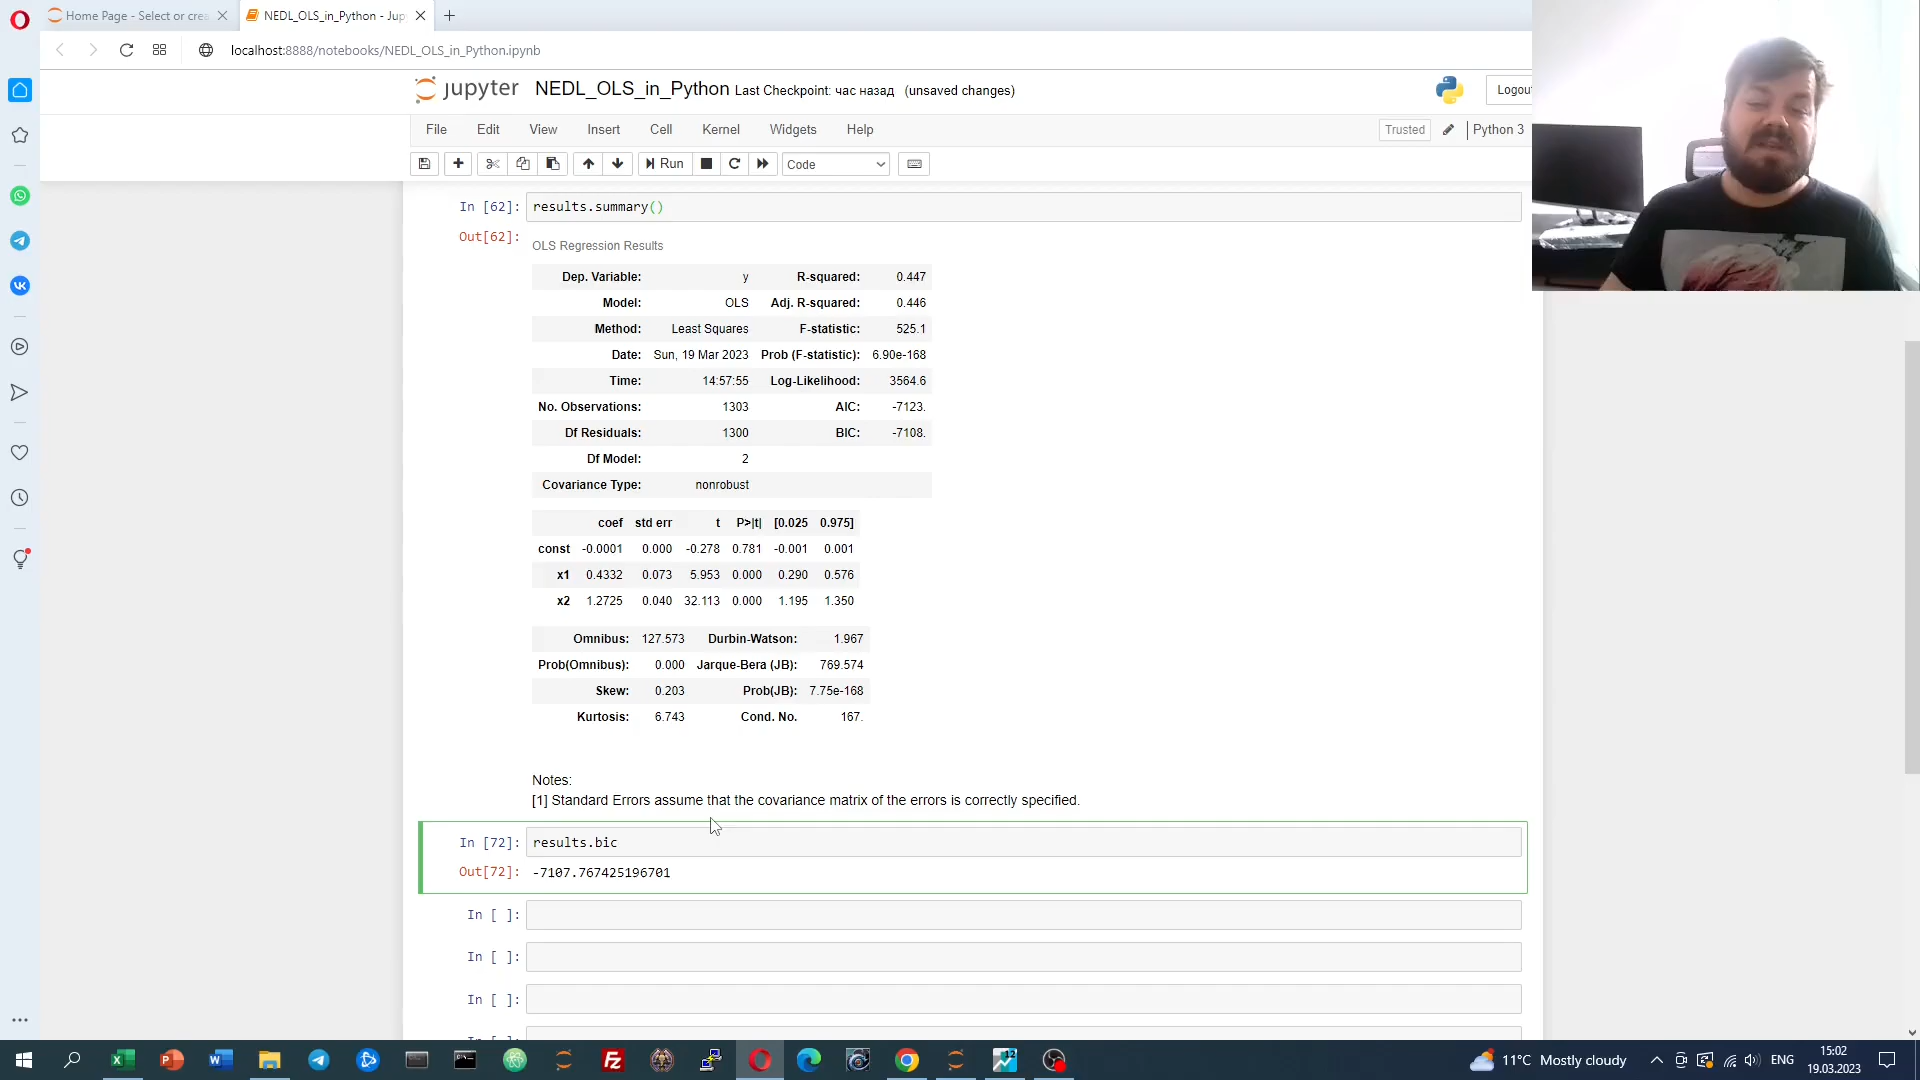 Home Page - Select or crea
NEDL_OLS_in_Python - Jup
localhost:8888/notebooks/NEDL_OLS_in_Python.ipynb
jupyter NEDL_OLS_in_Python Last Checkpoint: час назад (unsaved changes)
Logout
File Edit View Insert Cell Kernel Widgets Help
Trusted Python 3
Run Code
In [62]: results.summary()
Out[62]: OLS Regression Results
Dep. Variable: y R-squared: 0.447
Model: OLS Adj. R-squared: 0.446
Method: Least Squares F-statistic: 525.1
Date: Sun, 19 Mar 2023 Prob (F-statistic): 6.90e-168
Time: 14:57:55 Log-Likelihood: 3564.6
No. Observations: 1303 AIC: -7123.
Df Residuals: 1300 BIC: -7108.
Df Model: 2
Covariance Type: nonrobust
coef std err t P>|t| [0.025 0.975]
const -0.0001 0.000 -0.278 0.781 -0.001 0.001
x1 0.4332 0.073 5.953 0.000 0.290 0.576
x2 1.2725 0.040 32.113 0.000 1.195 1.350
Omnibus: 127.573 Durbin-Watson: 1.967
Prob(Omnibus): 0.000 Jarque-Bera (JB): 769.574
Skew: 0.203 Prob(JB): 7.75e-168
Kurtosis: 6.743 Cond. No. 167.
Notes:
[1] Standard Errors assume that the covariance matrix of the errors is correctly specified.
In [72]: results.bic
Out[72]: -7107.767425196701
In [ ]:
In [ ]:
In [ ]:
11°C Mostly cloudy ENG 15:02
19.03.2023